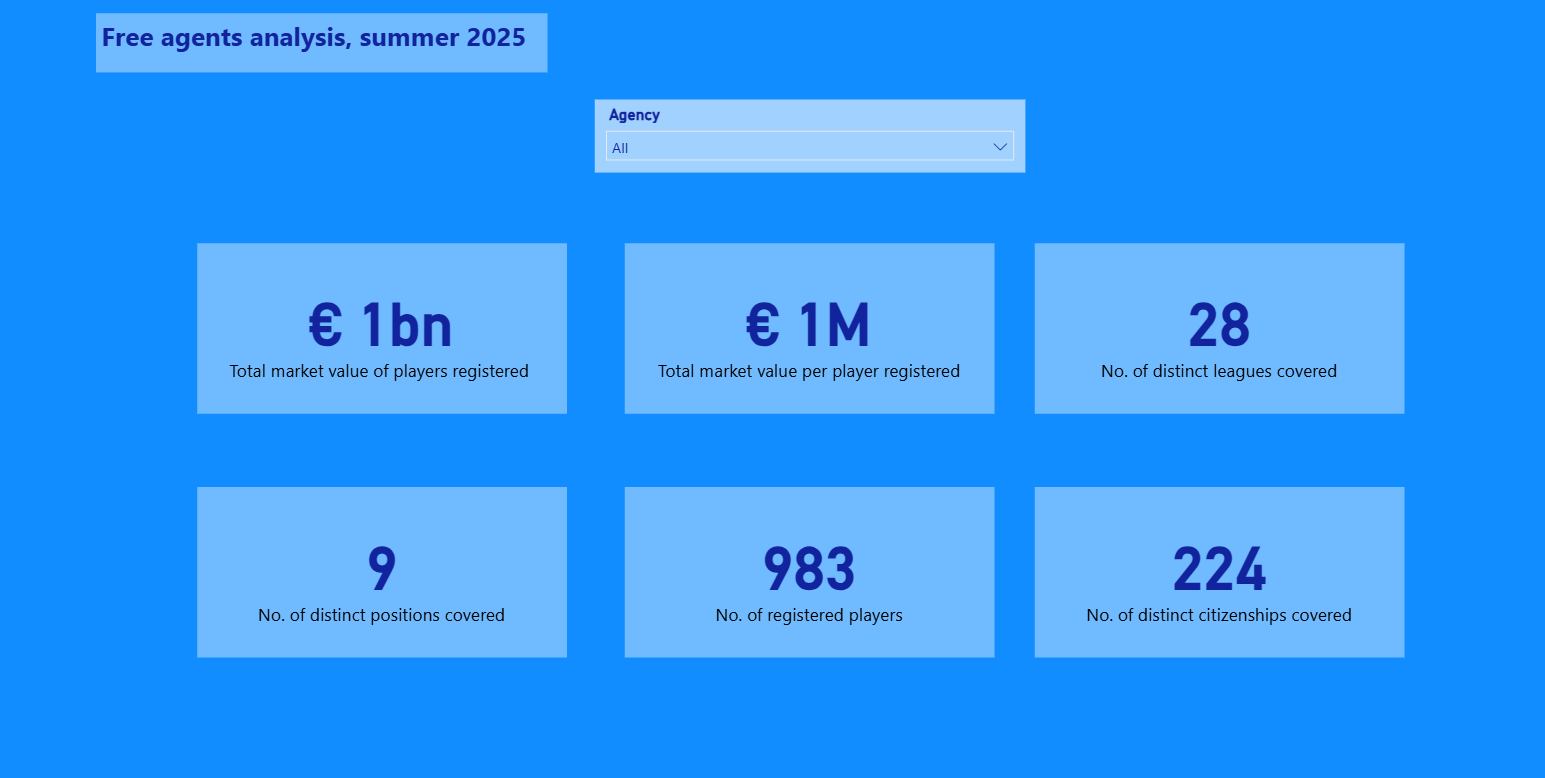 Free agents analysis, summer 2025
Agency
All
€ 1bn
Total market value of players registered
€ 1M
Total market value per player registered
28
No. of distinct leagues covered
9
No. of distinct positions covered
983
No. of registered players
224
No. of distinct citizenships covered